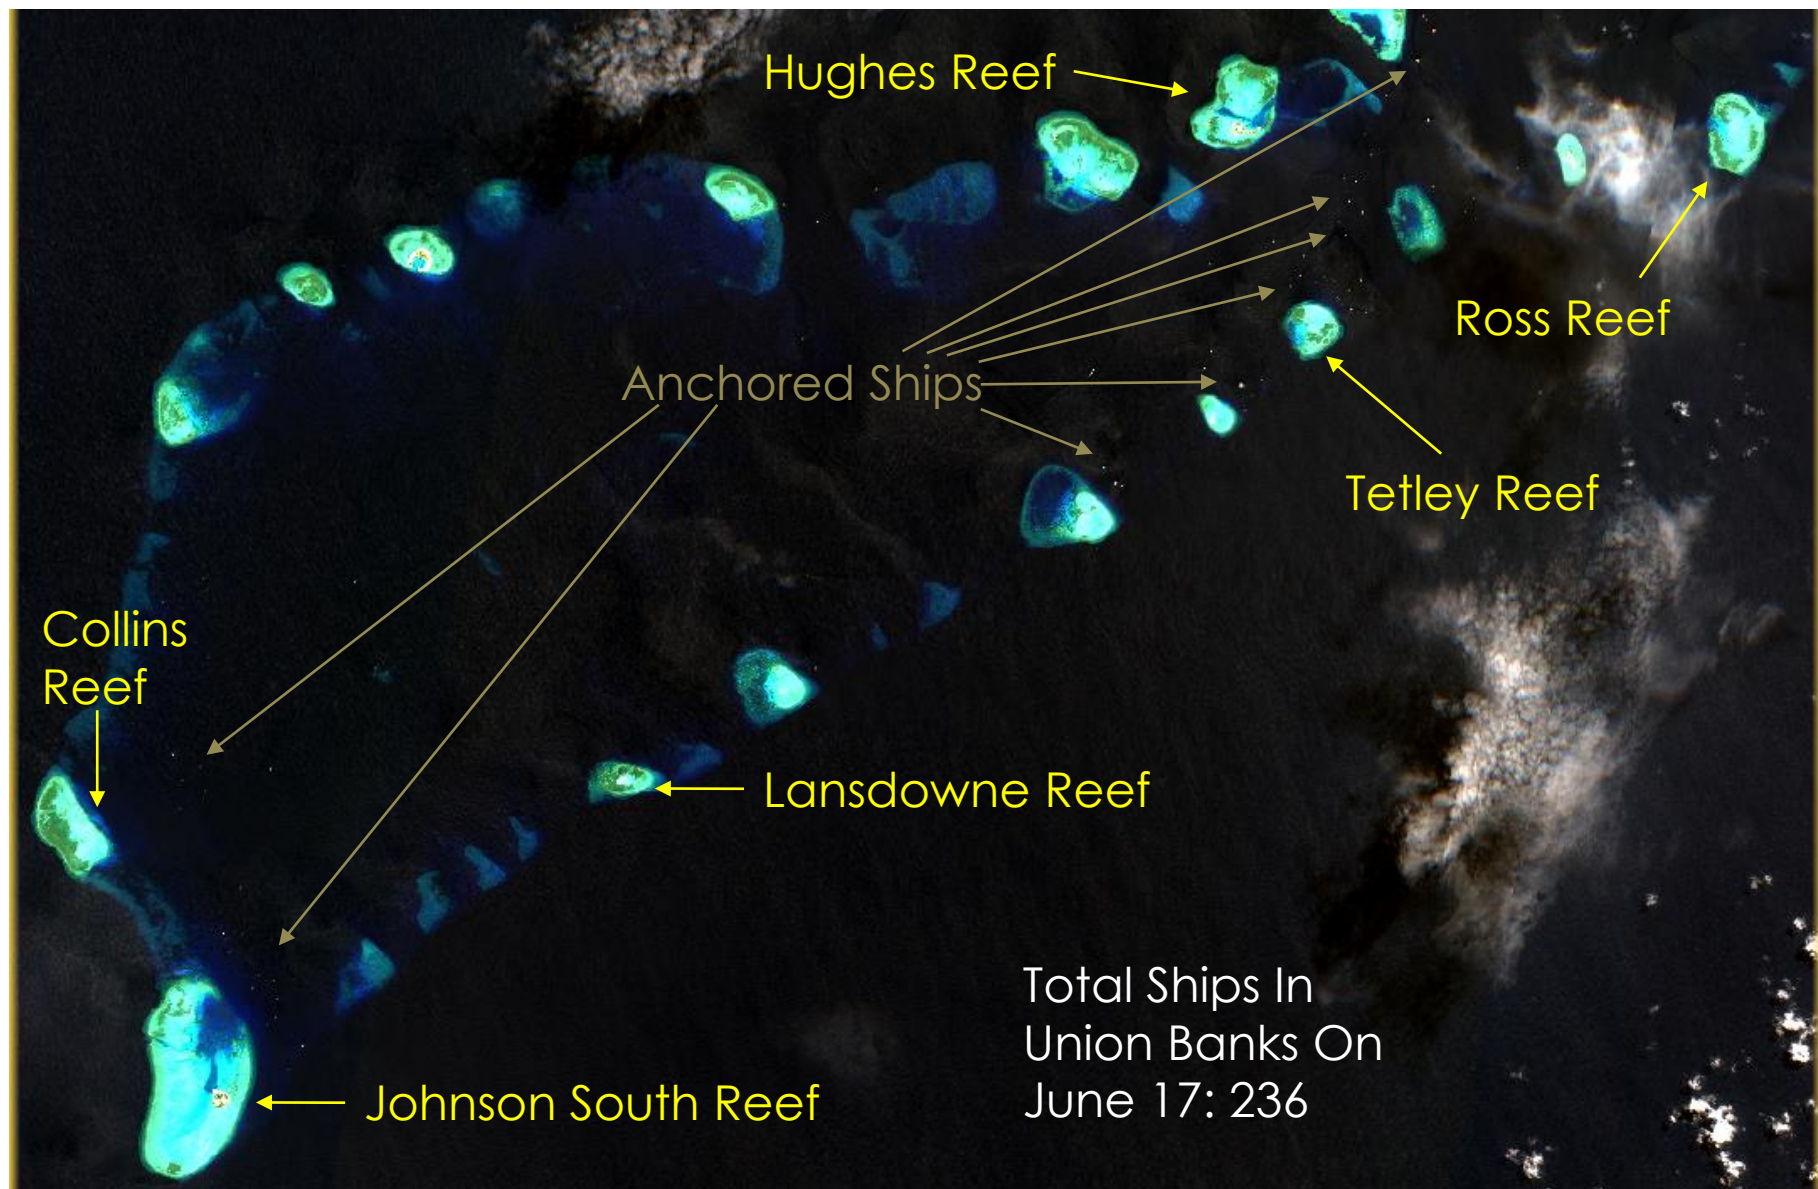 Hughes Reef
Ross Reef
Anchored Ships
Tetley Reef
Collins
Reef
Lansdowne Reef
Total Ships In
Union Banks On
June 17: 236
Johnson South Reef